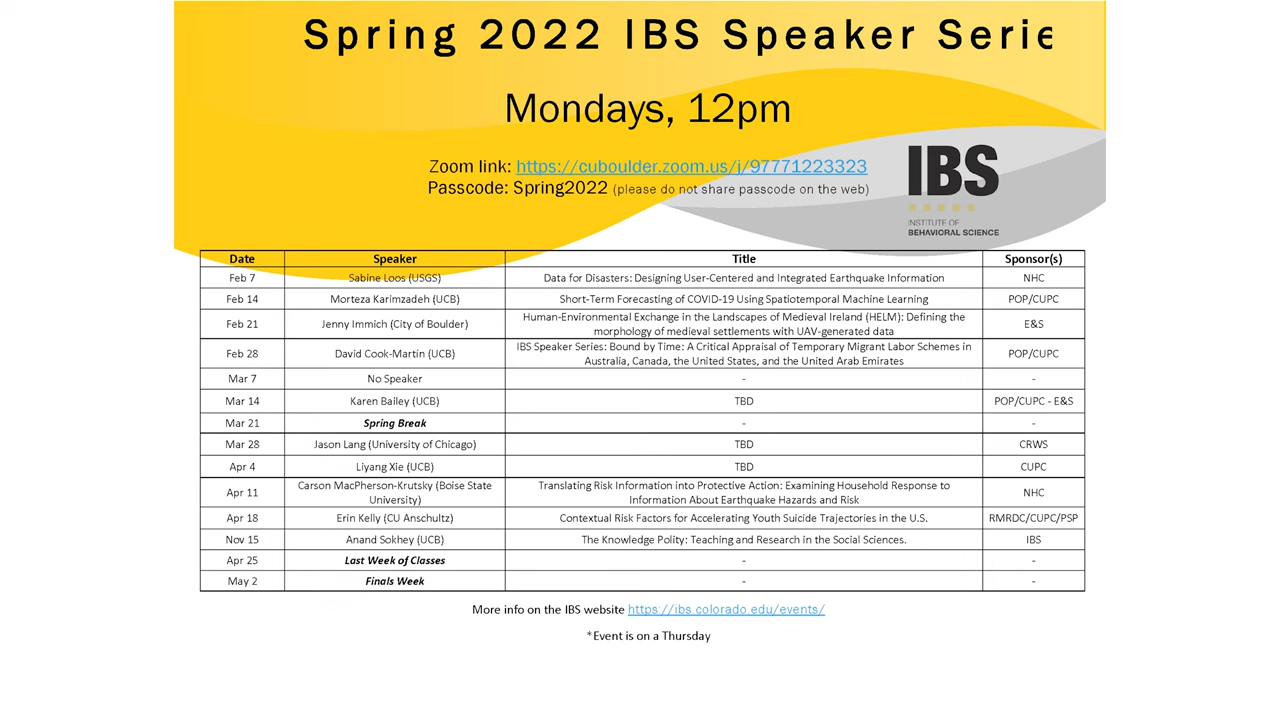 Spring 2022 IBS Speaker Serie
Mondays, 12pm
Zoom link: https://cuboulder.zoom.us/j/97771223323
Passcode: Spring2022 (please do not share passcode on the web)
IBS
INSTITUTE OF
BEHAVIORAL SCIENCE
Date Speaker Title Sponsor(s)
Feb 7 Sabine Loos (USGS) Data for Disasters: Designing User-Centered and Integrated Earthquake Information NHC
Feb 14 Morteza Karimzadeh (UCB) Short-Term Forecasting of COVID-19 Using Spatiotemporal Machine Learning POP/CUPC
Feb 21 Jenny Immich (City of Boulder) Human-Environmental Exchange in the Landscapes of Medieval Ireland (HELM): Defining the
morphology of medieval settlements with UAV-generated data E&S
Feb 28 David Cook-Martín (UCB) IBS Speaker Series: Bound by Time: A Critical Appraisal of Temporary Migrant Labor Schemes in
Australia, Canada, the United States, and the United Arab Emirates POP/CUPC
Mar 7 No Speaker - -
Mar 14 Karen Bailey (UCB) TBD POP/CUPC - E&S
Mar 21 Spring Break - -
Mar 28 Jason Lang (University of Chicago) TBD CRWS
Apr 4 Liyang Xie (UCB) TBD CUPC
Apr 11 Carson MacPherson-Krutsky (Boise State
University) Translating Risk Information into Protective Action: Examining Household Response to
Information About Earthquake Hazards and Risk NHC
Apr 18 Erin Kelly (CU Anschultz) Contextual Risk Factors for Accelerating Youth Suicide Trajectories in the U.S. RMRDC/CUPC/PSP
Nov 15 Anand Sokhey (UCB) The Knowledge Polity: Teaching and Research in the Social Sciences. IBS
Apr 25 Last Week of Classes - -
May 2 Finals Week - -
More info on the IBS website https://ibs.colorado.edu/events/
*Event is on a Thursday